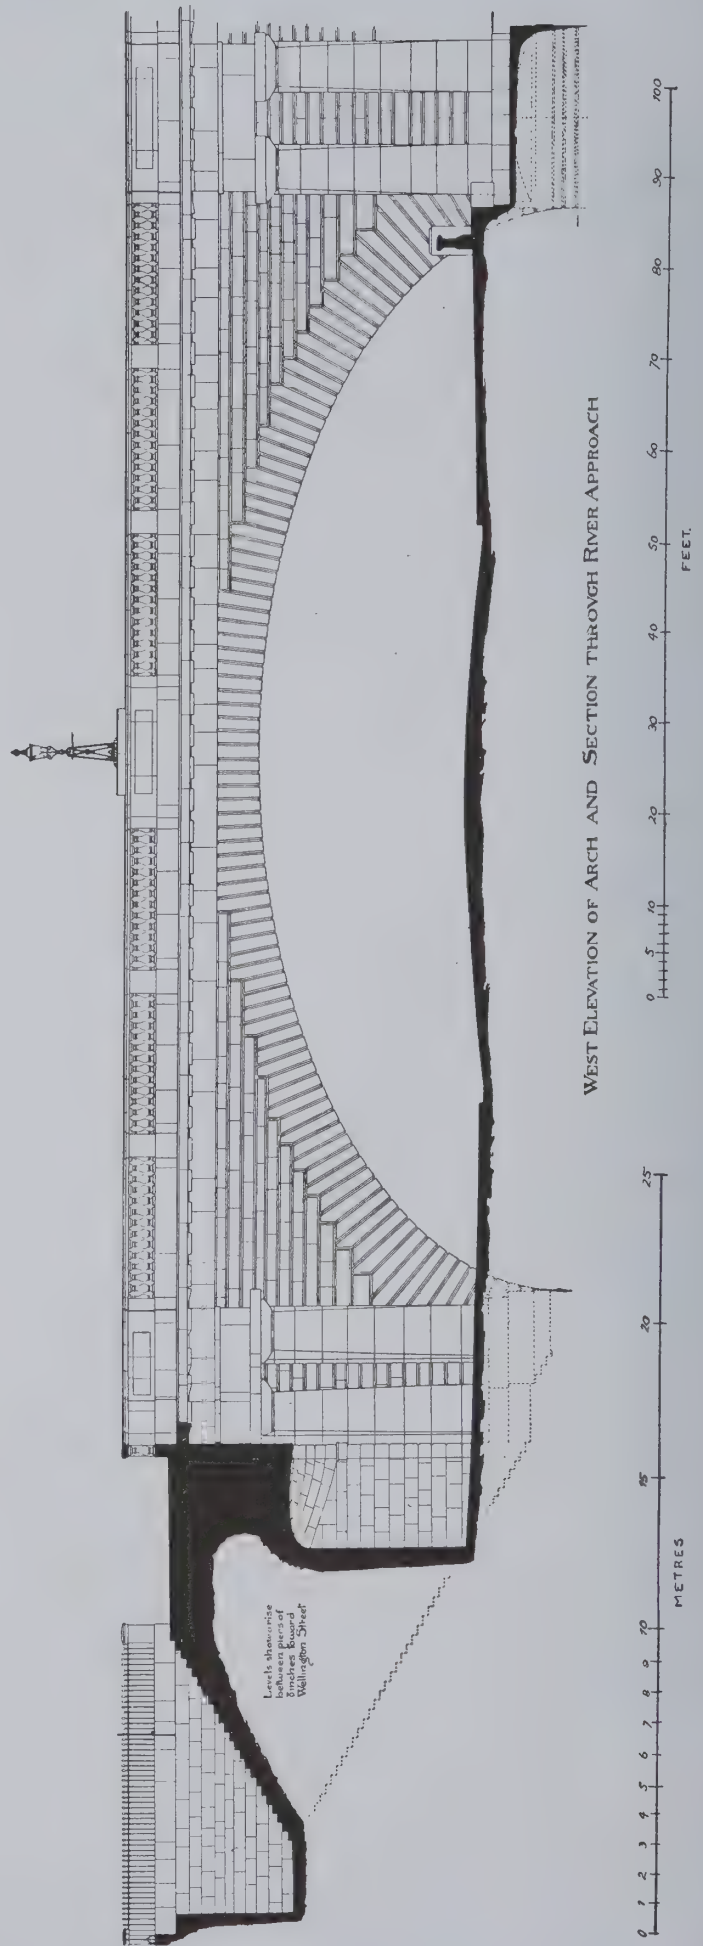 Levels show a rise
between piers of
8 inches toward
Wellington Street
WEST ELEVATION OF ARCH AND SECTION THROVGH RIVER APPROACH
0 1 2 3 4 5 6 7 8 9 10 15 20 25
METRES
0 5 10 20 30 40 50 60 70 80 90 100
FEET.